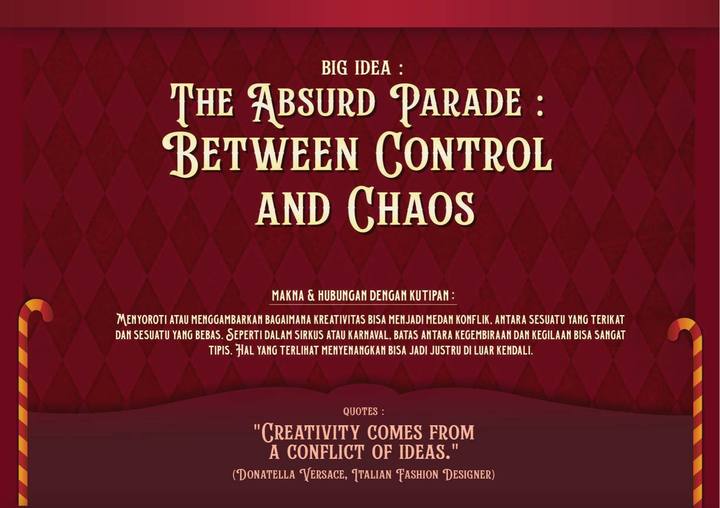 BIG IDEA :
THE ABSURD PARADE :
BETWEEN CONTROL
AND CHAOS
MAKNA & HUBUNGAN DENGAN KUTIPAN :
MENYOROTI ATAU MENGGAMBARKAN BAGAIMANA KREATIVITAS BISA MENJADI MEDAN KONFLIK, ANTARA SESUATU YANG TERIKAT
DAN SESUATU YANG BEBAS. SEPERTI DALAM SIRKUS ATAU KARNAVAL, BATAS ANTARA KEGEMBIRAAN DAN KEGILAAN BISA SANGAT
TIPIS. HAL YANG TERLIHAT MENYENANGKAN BISA JADI JUSTRU DI LUAR KENDALI.
QUOTES :
"CREATIVITY COMES FROM
A CONFLICT OF IDEAS."
(DONATELLA VERSACE, ITALIAN FASHION DESIGNER)